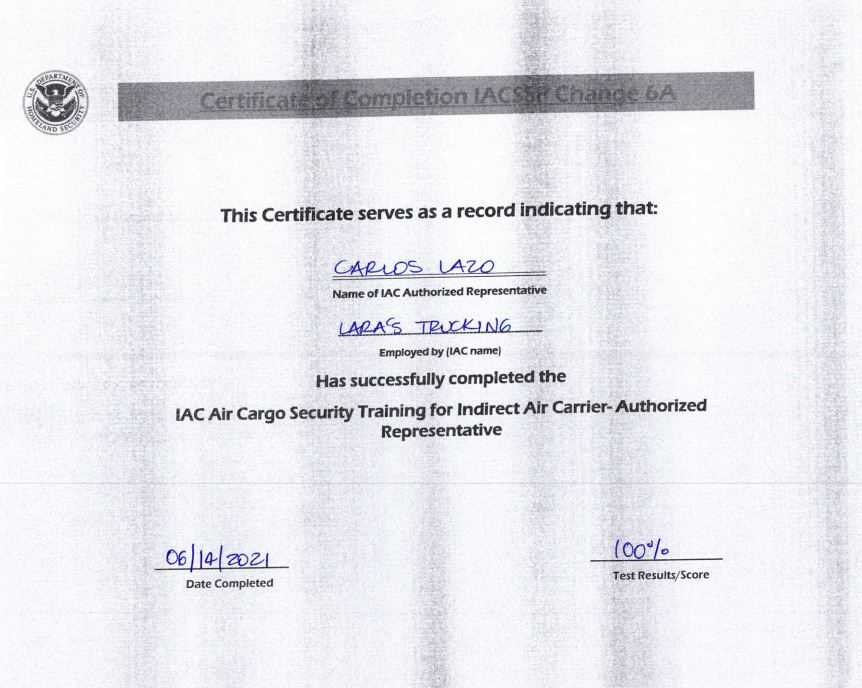 U.S. DEPARTMENT OF HOMELAND SECURITY
Certificate of Completion IACSSP Change 6A
This Certificate serves as a record indicating that:
CARLOS LAZO
Name of IAC Authorized Representative
LARA'S TRUCKING
Employed by (IAC name)
Has successfully completed the
IAC Air Cargo Security Training for Indirect Air Carrier-Authorized
Representative
06/14/2021
Date Completed
100%
Test Results/Score